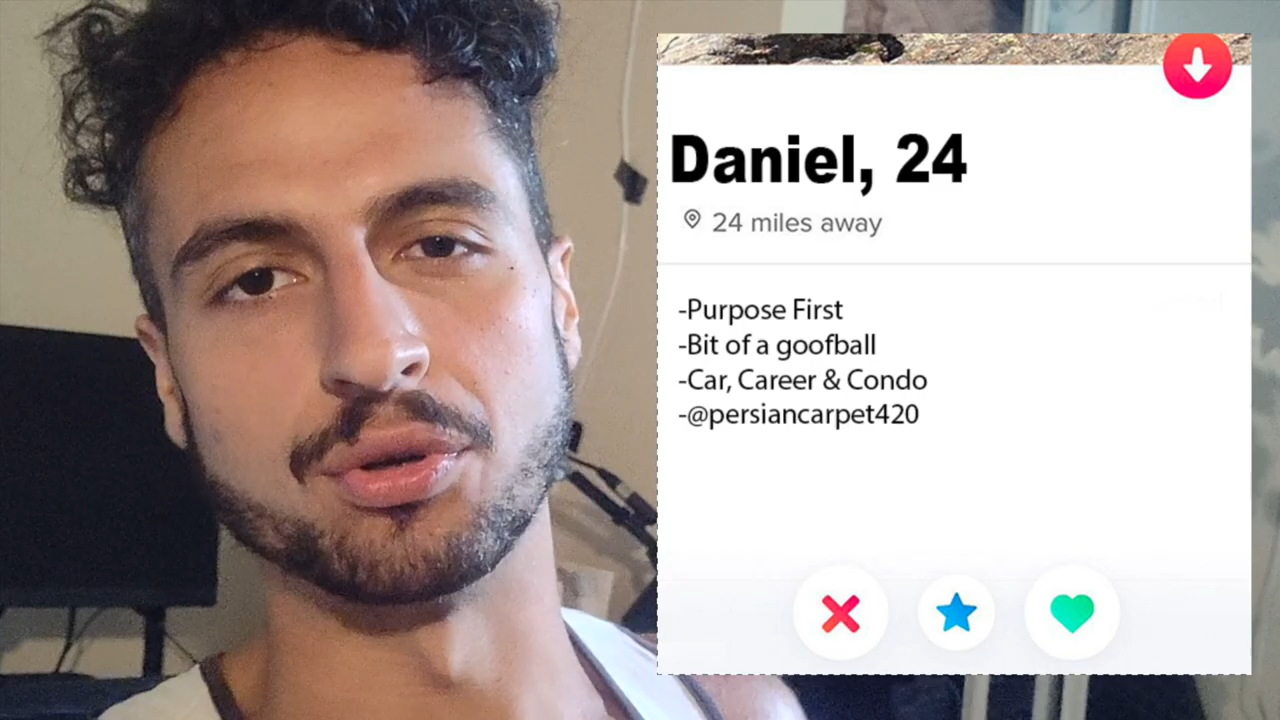 Daniel, 24
24 miles away
-Purpose First
-Bit of a goofball
-Car, Career & Condo
-@persiancarpet420